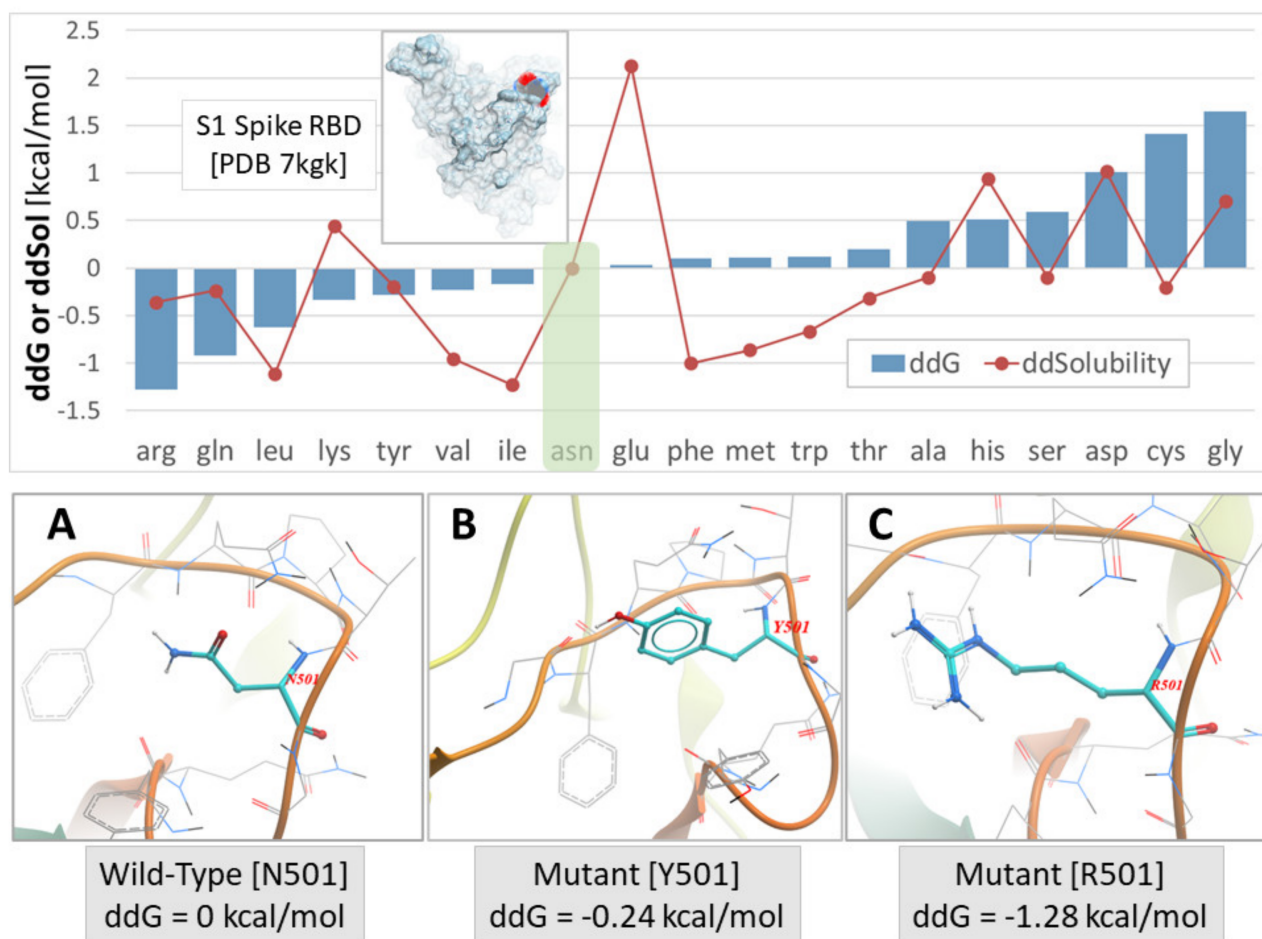 2.5
2
1.5
1
0.5
0
-0.5
-1
-1.5
ddG or ddSol [kcal/mol]
S1 Spike RBD
[PDB 7kgk]
ddG ddSolubility
arg gln leu lys tyr val ile asn glu phe met trp thr ala his ser asp cys gly
A
N501
B
Y501
C
R501
Wild-Type [N501]
ddG = 0 kcal/mol
Mutant [Y501]
ddG = -0.24 kcal/mol
Mutant [R501]
ddG = -1.28 kcal/mol